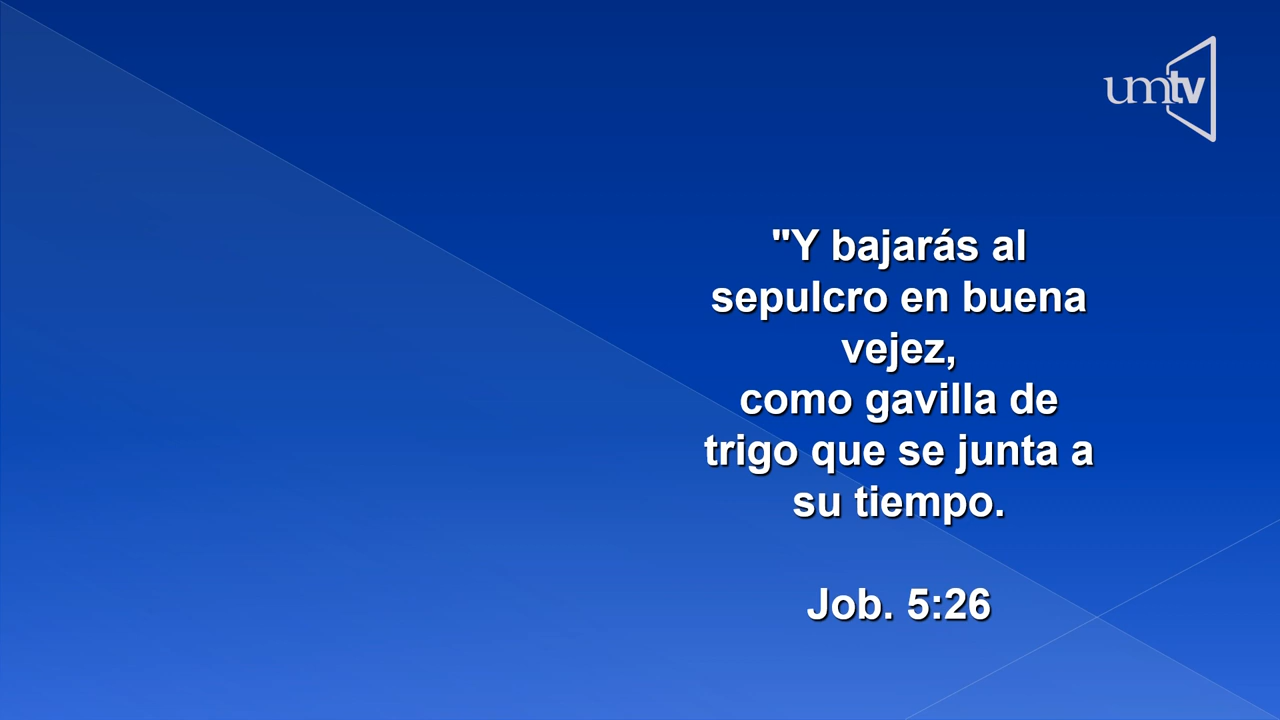 umtv
"Y bajarás al
sepulcro en buena
vejez,
como gavilla de
trigo que se junta a
su tiempo.
Job. 5:26